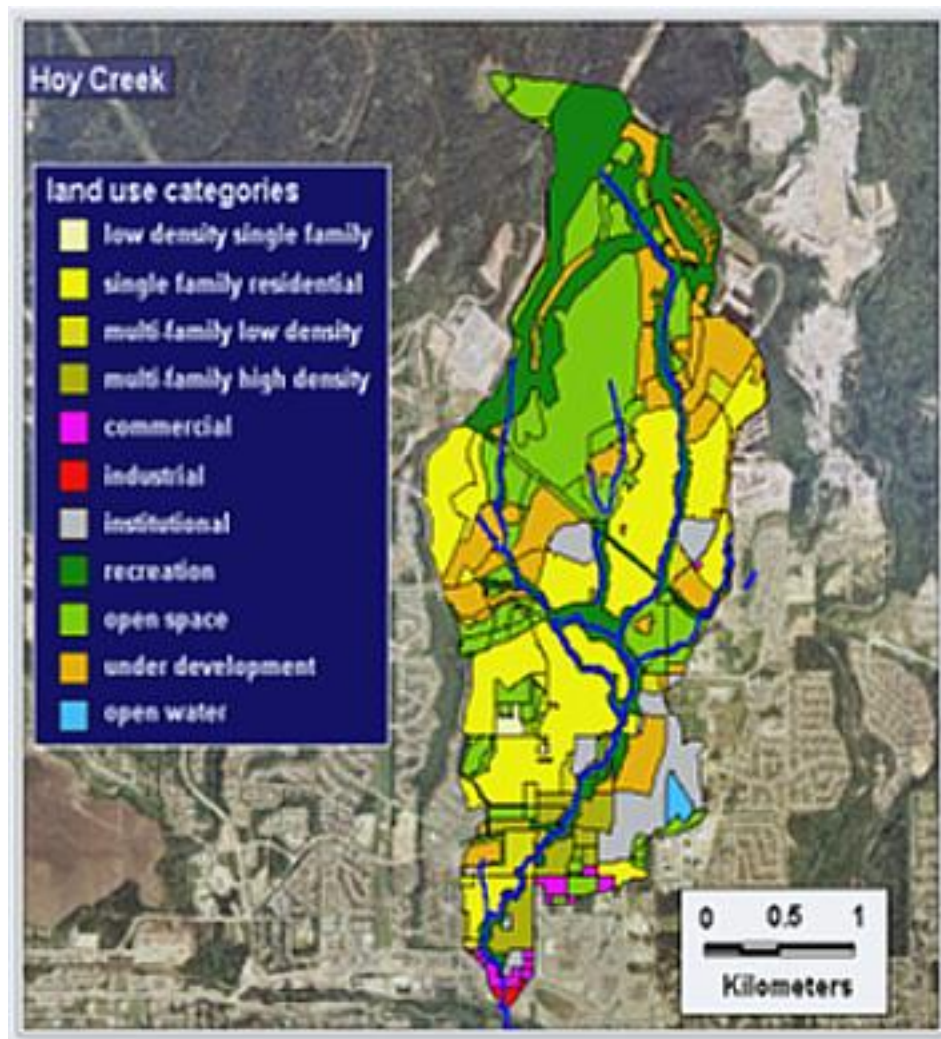 Hoy Creek
land use categories
low density single family
single family residential
multi-family low density
multi-family high density
commercial
industrial
institutional
recreation
open space
under development
open water
0 0.5 1
Kilometers